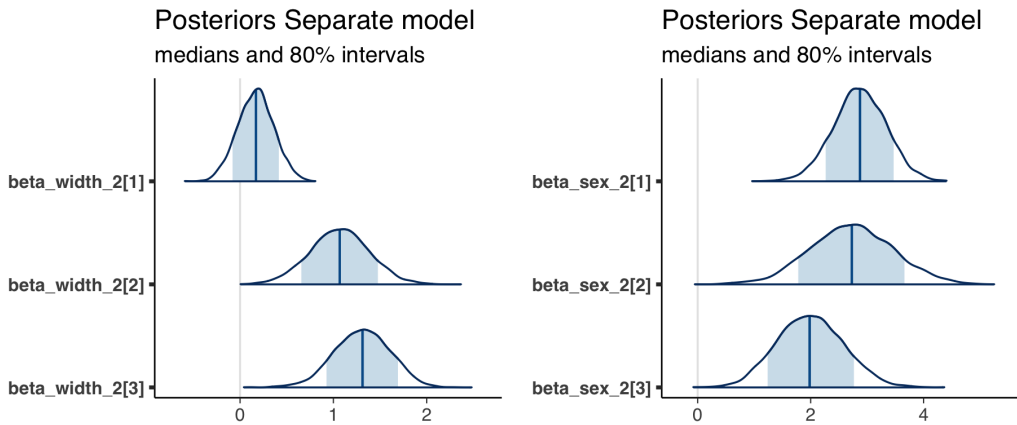 Posteriors Separate model
medians and 80% intervals
beta_width_2[1]
beta_width_2[2]
beta_width_2[3]
0 1 2
Posteriors Separate model
medians and 80% intervals
beta_sex_2[1]
beta_sex_2[2]
beta_sex_2[3]
0 2 4